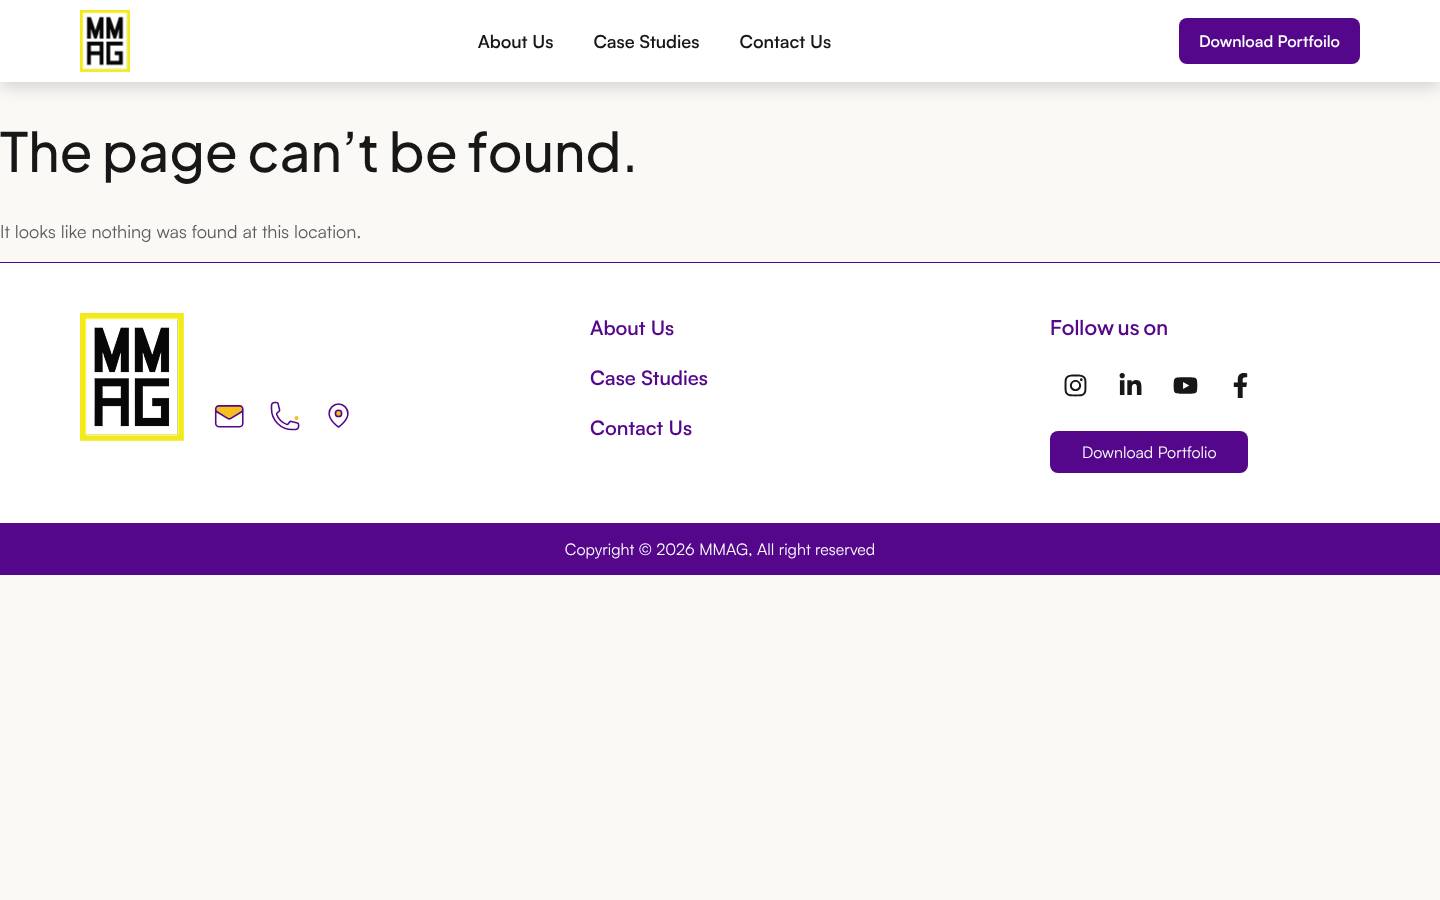 MM
AG
About Us
Case Studies
Contact Us
Download Portfoilo
The page can’t be found.
It looks like nothing was found at this location.
MM
AG
About Us
Case Studies
Contact Us
Follow us on
Download Portfolio
Copyright © 2026 MMAG, All right reserved